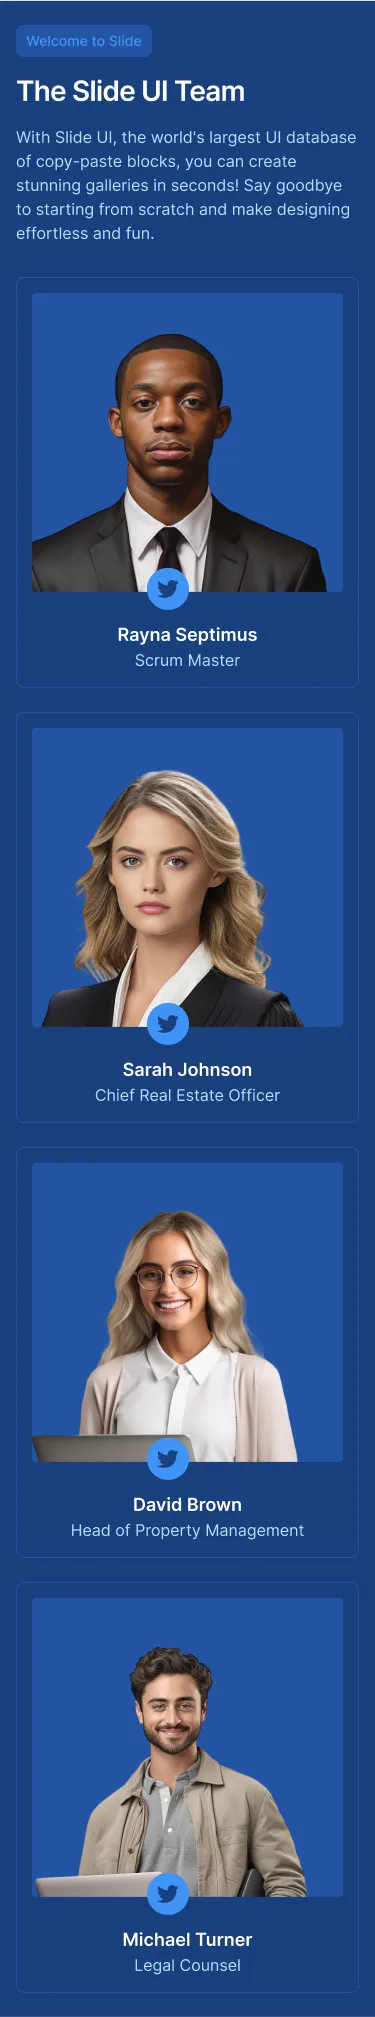 Welcome to Slide
The Slide UI Team
With Slide UI, the world's largest UI database
of copy-paste blocks, you can create
stunning galleries in seconds! Say goodbye
to starting from scratch and make designing
effortless and fun.
Rayna Septimus
Scrum Master
Sarah Johnson
Chief Real Estate Officer
David Brown
Head of Property Management
Michael Turner
Legal Counsel